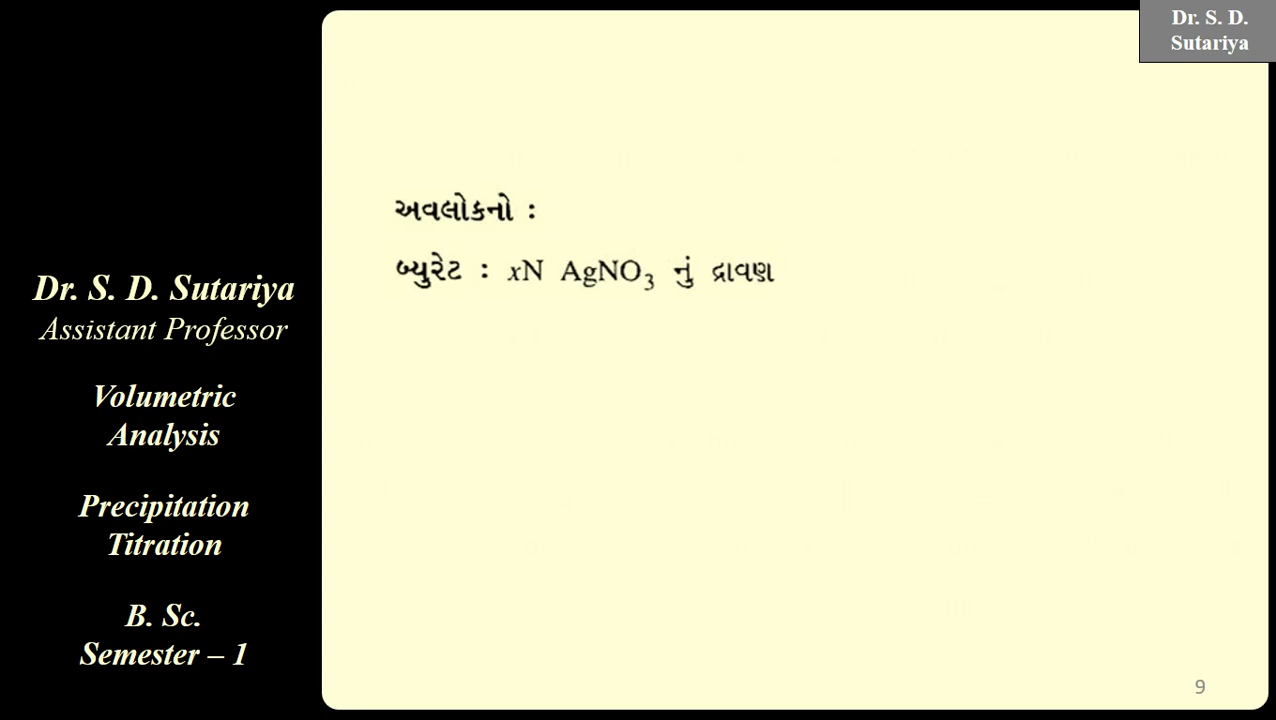 Dr. S. D.
Sutariya
Dr. S. D. Sutariya
Assistant Professor
Volumetric
Analysis
Precipitation
Titration
B. Sc.
Semester – 1
અવલોકનો :
બ્યુરેટ : xN AgNO₃ નું દ્રાવણ
9